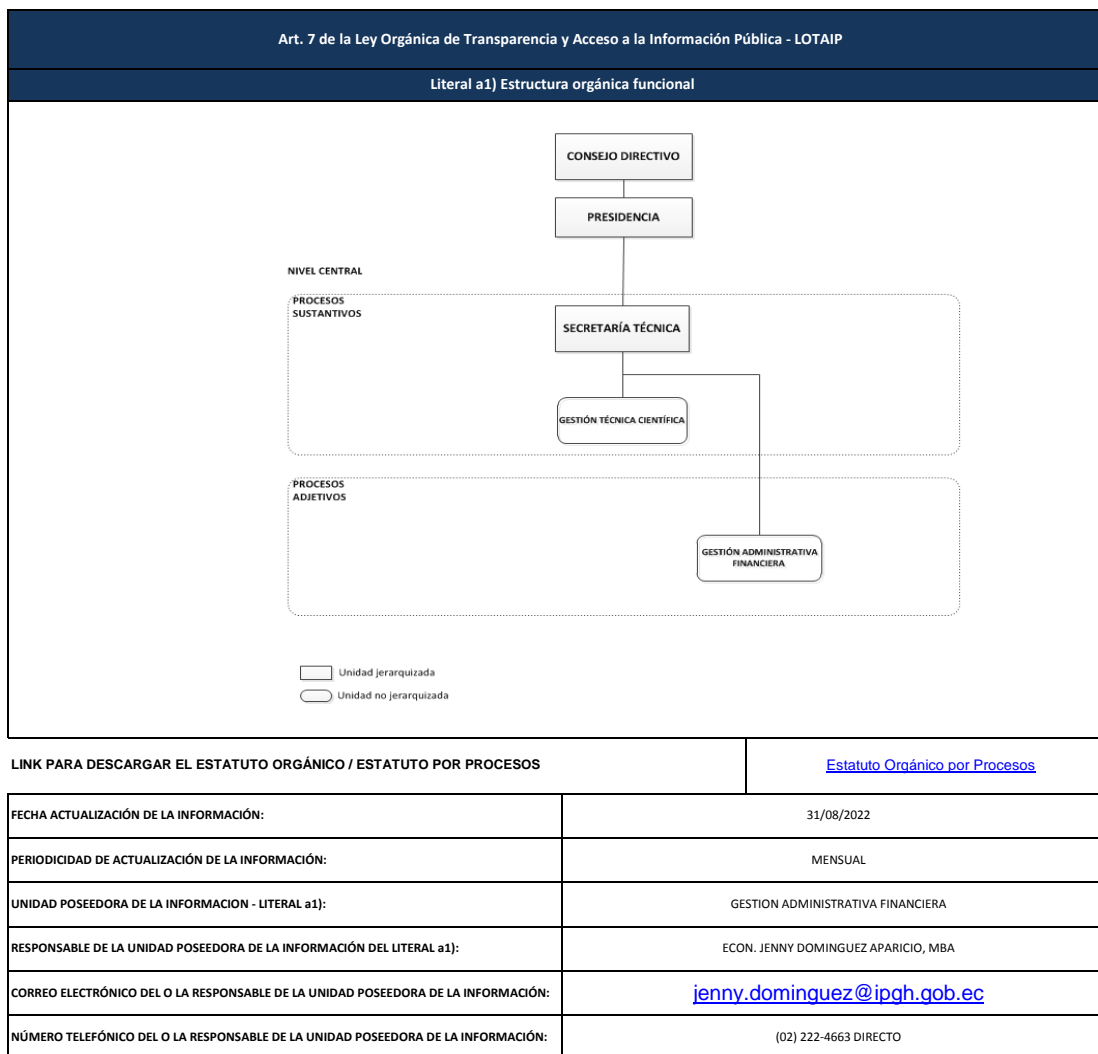 Art. 7 de la Ley Orgánica de Transparencia y Acceso a la Información Pública - LOTAIP
Literal a1) Estructura orgánica funcional
CONSEJO DIRECTIVO
PRESIDENCIA
NIVEL CENTRAL
PROCESOS
SUSTANTIVOS
SECRETARÍA TÉCNICA
GESTIÓN TÉCNICA CIENTÍFICA
PROCESOS
ADJETIVOS
GESTIÓN ADMINISTRATIVA
FINANCIERA
Unidad jerarquizada
Unidad no jerarquizada
LINK PARA DESCARGAR EL ESTATUTO ORGÁNICO / ESTATUTO POR PROCESOS Estatuto Orgánico por Procesos
FECHA ACTUALIZACIÓN DE LA INFORMACIÓN: 31/08/2022
PERIODICIDAD DE ACTUALIZACIÓN DE LA INFORMACIÓN: MENSUAL
UNIDAD POSEEDORA DE LA INFORMACION - LITERAL a1): GESTION ADMINISTRATIVA FINANCIERA
RESPONSABLE DE LA UNIDAD POSEEDORA DE LA INFORMACIÓN DEL LITERAL a1): ECON. JENNY DOMINGUEZ APARICIO, MBA
CORREO ELECTRÓNICO DEL O LA RESPONSABLE DE LA UNIDAD POSEEDORA DE LA INFORMACIÓN: jenny.dominguez@ipgh.gob.ec
NÚMERO TELEFÓNICO DEL O LA RESPONSABLE DE LA UNIDAD POSEEDORA DE LA INFORMACIÓN: (02) 222-4663 DIRECTO